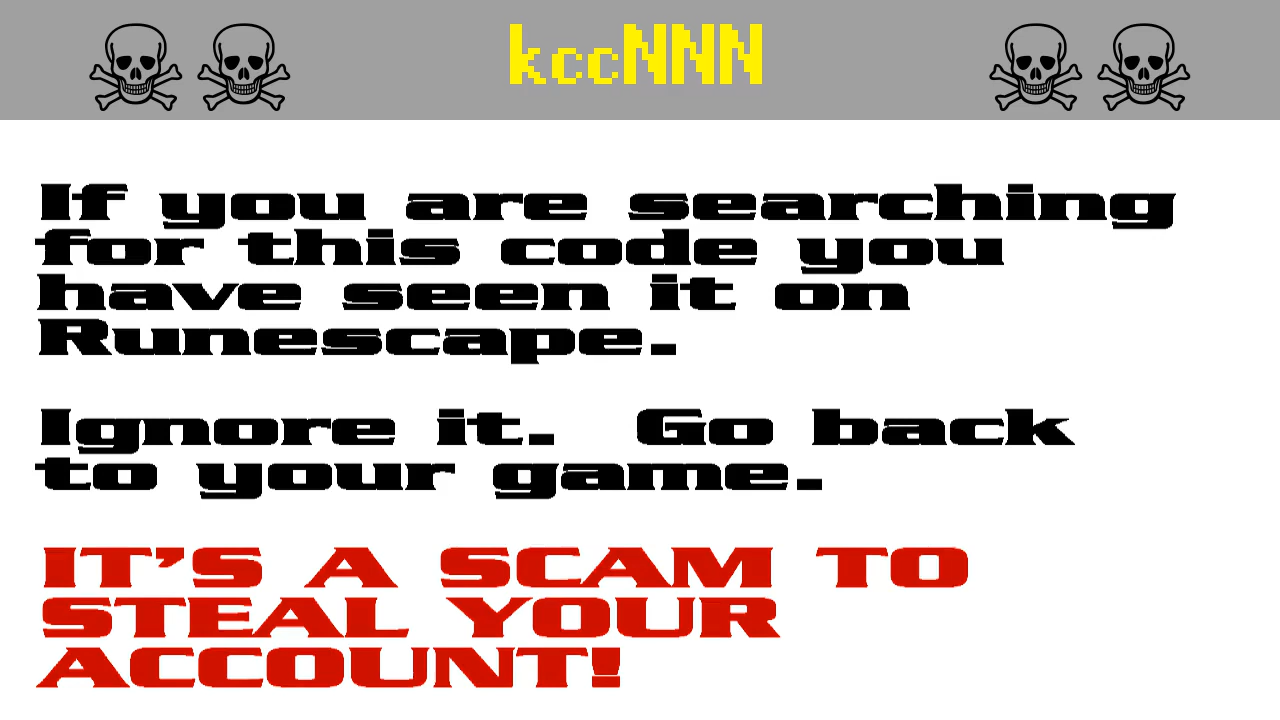 kccNNN
If you are searching
for this code you
have seen it on
Runescape.
Ignore it.  Go back
to your game.
IT'S A SCAM TO
STEAL YOUR
ACCOUNT!